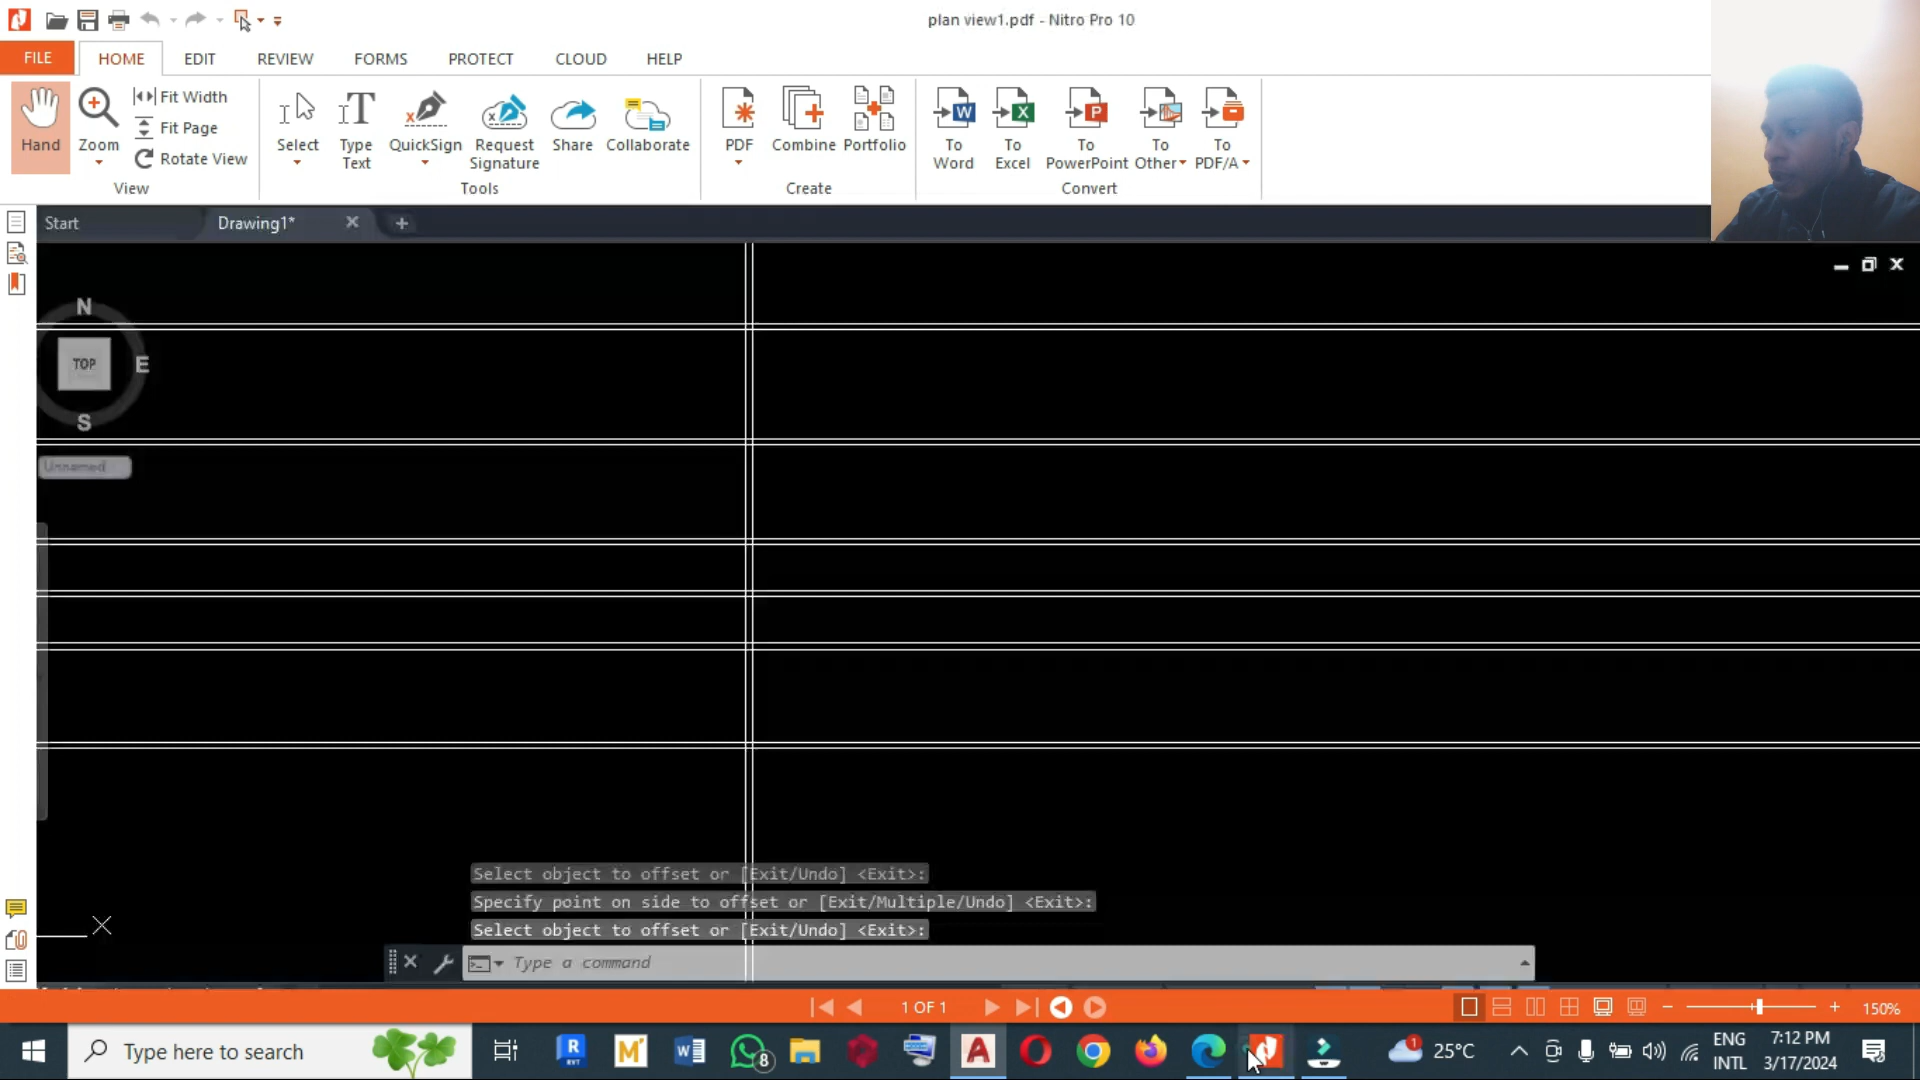 plan view1.pdf - Nitro Pro 10
FILE HOME EDIT REVIEW FORMS PROTECT CLOUD HELP
Hand
Zoom
Fit Width
Fit Page
Rotate View
View
Select
Type Text
QuickSign
Request Signature
Share
Collaborate
Tools
PDF
Combine
Portfolio
Create
To Word
To Excel
To PowerPoint
To Other
To PDF/A
Convert
Start
Drawing1*
N
TOP
E
S
Unnamed
Select object to offset or [Exit/Undo] <Exit>:
Specify point on side to offset or [Exit/Multiple/Undo] <Exit>:
Select object to offset or [Exit/Undo] <Exit>:
Type a command
1 OF 1
150%
Type here to search
8
1
25°C
ENG
INTL
7:12 PM
3/17/2024